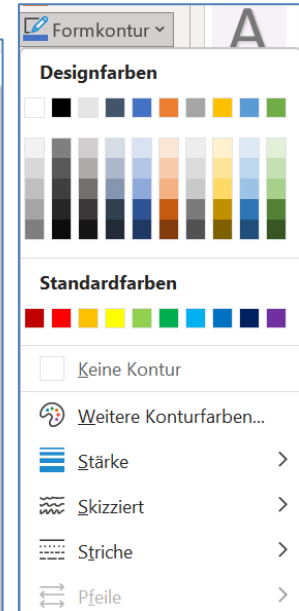 Formkontur
A
Designfarben
Standardfarben
Keine Kontur
Weitere Konturfarben...
Stärke
Skizziert
Striche
Pfeile